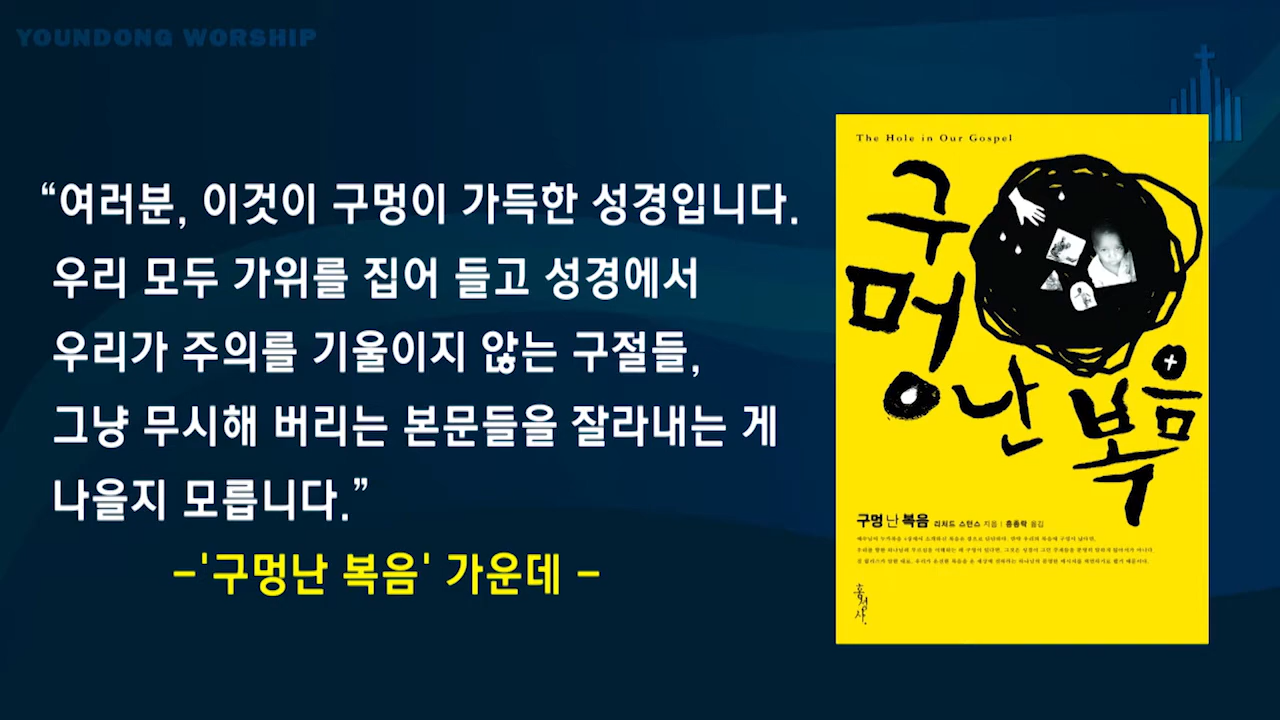 YOUNDONG WORSHIP
“여러분, 이것이 구멍이 가득한 성경입니다.
우리 모두 가위를 집어 들고 성경에서
우리가 주의를 기울이지 않는 구절들,
그냥 무시해 버리는 본문들을 잘라내는 게
나을지 모릅니다.”
-'구멍난 복음' 가운데 -
The Hole in Our Gospel
구멍난 복음
구멍난 복음 리처드 스턴스 지음 | 홍종락 옮김
홍성사.